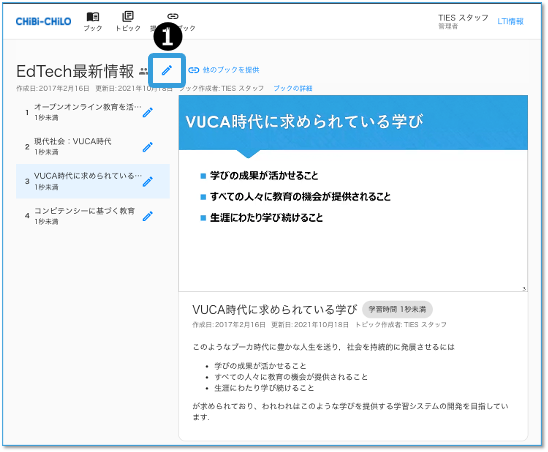 CHiBi-CHiLO
ブック
トピック
ブック
TIES スタッフ
管理者
LTI情報
1
EdTech最新情報
他のブックを提供
作成日: 2017年2月16日 更新日: 2021年10月18日 ブック作成者: TIES スタッフ ブックの詳細
1 オープンオンライン教育を活…
1秒未満
2 現代社会：VUCA時代
1秒未満
3 VUCA時代に求められている…
1秒未満
4 コンピテンシーに基づく教育
1秒未満
VUCA時代に求められている学び
学びの成果が活かせること
すべての人々に教育の機会が提供されること
生涯にわたり学び続けること
3
VUCA時代に求められている学び 学習時間 1秒未満
作成日: 2017年2月16日 更新日: 2021年10月18日 トピック作成者: TIES スタッフ
このようなブーカ時代に豊かな人生を送り，社会を持続的に発展させるには
• 学びの成果が活かせること
• すべての人々に教育の機会が提供されること
• 生涯にわたり学び続けること
が求められており、われわれはこのような学びを提供する学習システムの開発を目指してい
ます．